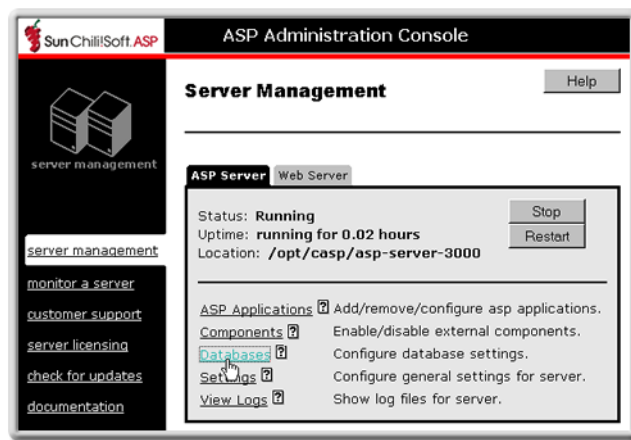 Sun Chili!Soft. ASP
ASP Administration Console
Server Management
Help
server management
ASP Server
Web Server
Status: Running
Stop
Uptime: running for 0.02 hours
Restart
Location: /opt/casp/asp-server-3000
server management
monitor a server
customer support
server licensing
check for updates
documentation
ASP Applications ? Add/remove/configure asp applications.
Components ? Enable/disable external components.
Databases ? Configure database settings.
Settings ? Configure general settings for server.
View Logs ? Show log files for server.